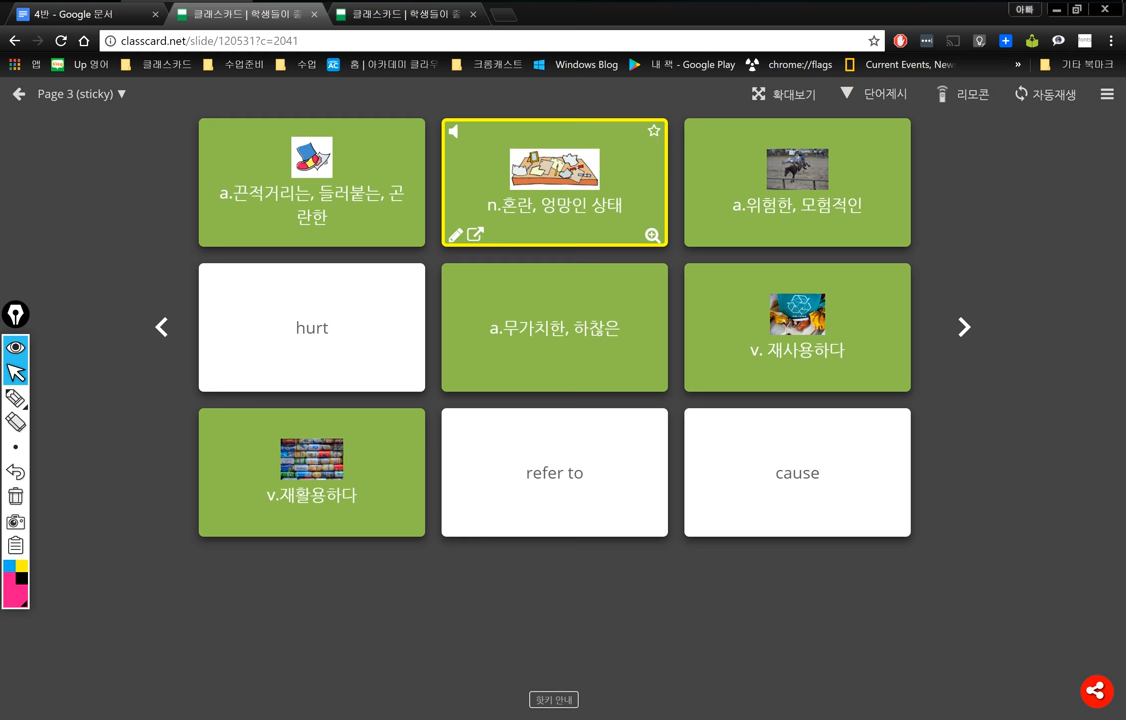 4반 - Google 문서
클래스카드 | 학생들이 줄
클래스카드 | 학생들이 줄
아빠
classcard.net/slide/120531?c=2041
앱
Up 영어
클래스카드
수업준비
수업
홈 | 아카데미 클라우
크롬캐스트
Windows Blog
내 책 - Google Play
chrome://flags
Current Events, New
»
기타 북마크
Page 3 (sticky) ▼
확대보기
단어제시
리모콘
자동재생
a.끈적거리는, 들러붙는, 곤
란한
n.혼란, 엉망인 상태
a.위험한, 모험적인
hurt
a.무가치한, 하찮은
v. 재사용하다
v.재활용하다
refer to
cause
핫키 안내